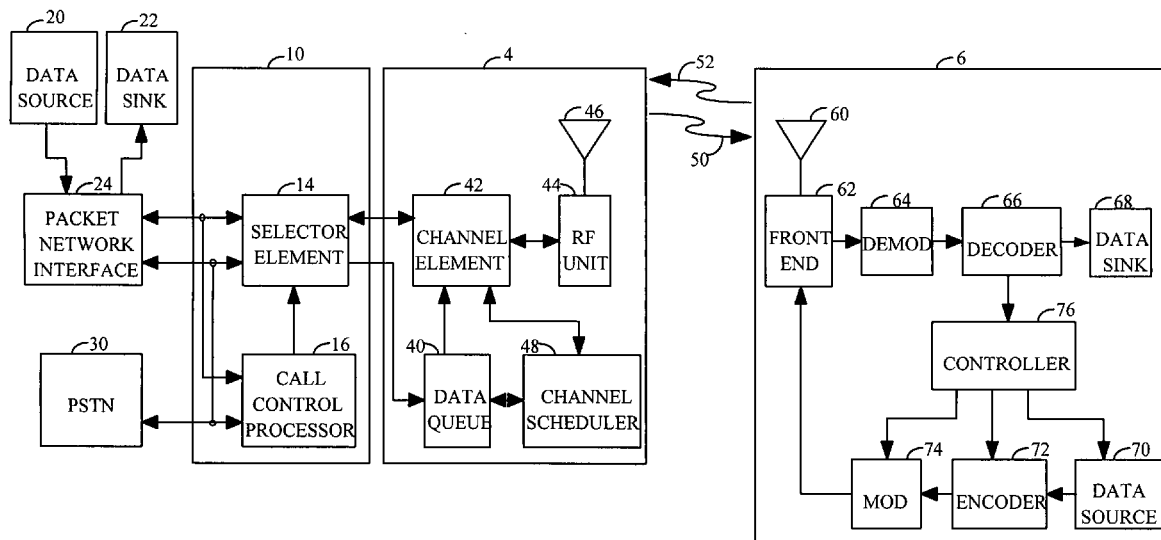 20
DATA
SOURCE
22
DATA
SINK
24
PACKET
NETWORK
INTERFACE
30
PSTN
10
14
SELECTOR
ELEMENT
16
CALL
CONTROL
PROCESSOR
4
46
42
CHANNEL
ELEMENT
44
RF
UNIT
40
DATA
QUEUE
48
CHANNEL
SCHEDULER
52
50
6
60
62
FRONT
END
64
DEMOD
66
DECODER
68
DATA
SINK
76
CONTROLLER
74
MOD
72
ENCODER
70
DATA
SOURCE